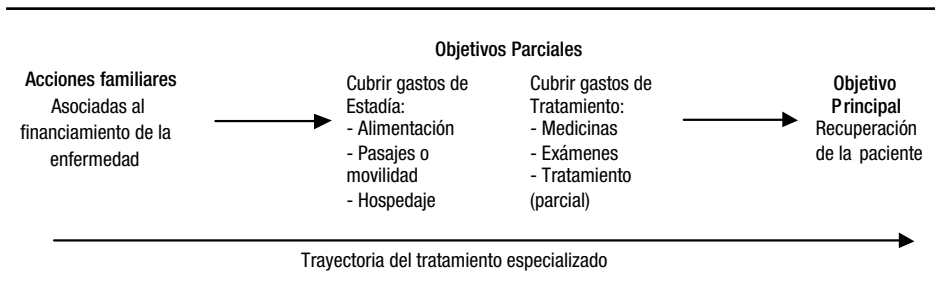 Objetivos Parciales
Acciones familiares
Asociadas al
financiamiento de la
enfermedad
Cubrir gastos de
Estadía:
- Alimentación
- Pasajes o
movilidad
- Hospedaje
Cubrir gastos de
Tratamiento:
- Medicinas
- Exámenes
- Tratamiento
(parcial)
Objetivo
Principal
Recuperación
de la paciente
Trayectoria del tratamiento especializado